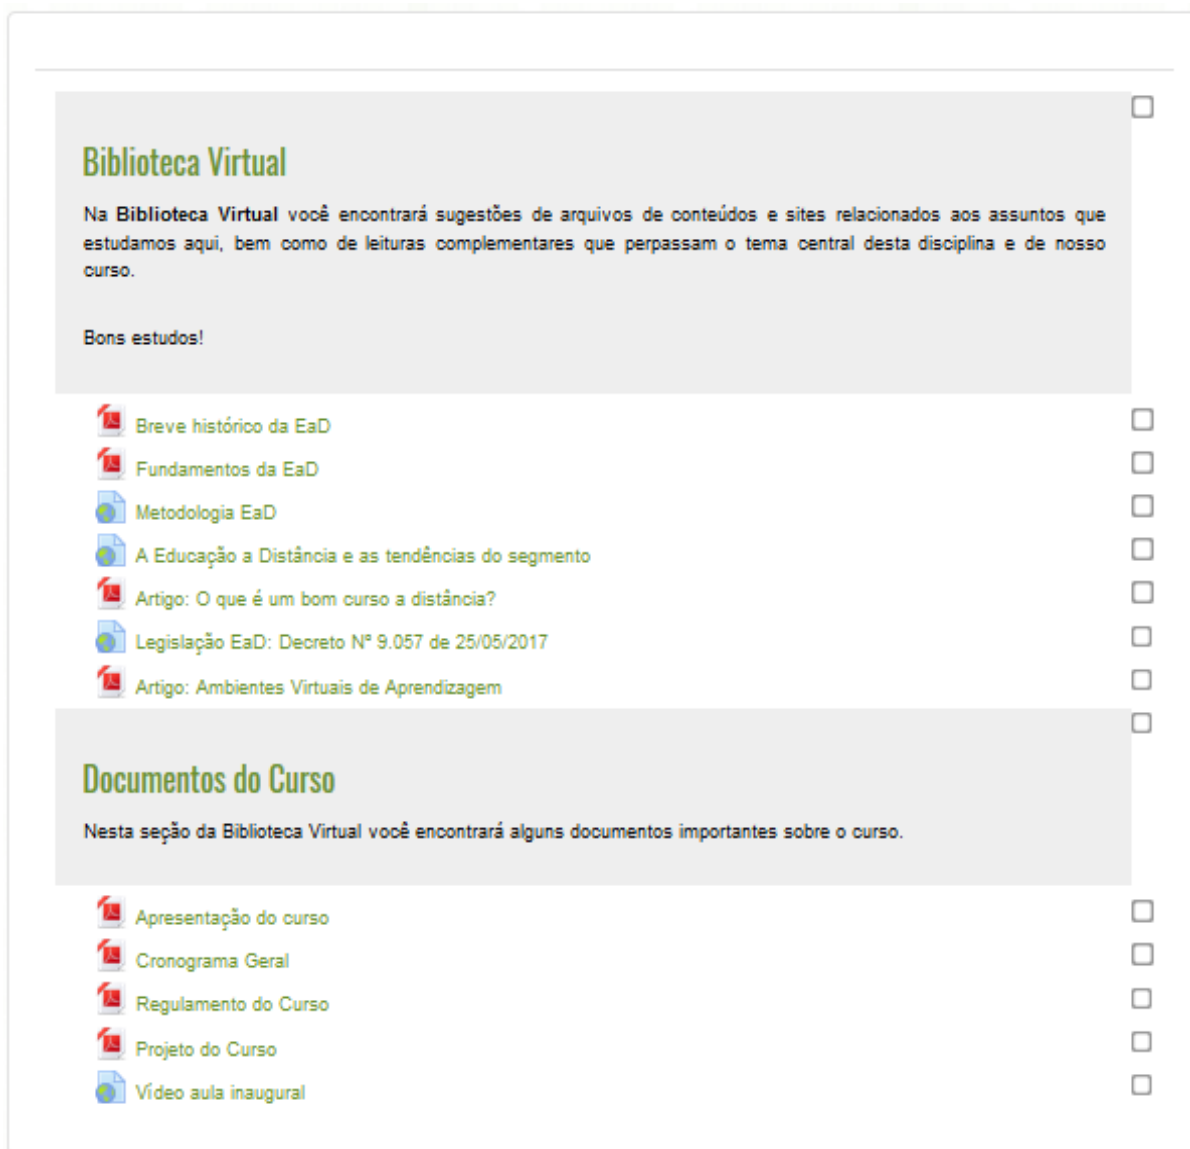 Biblioteca Virtual
Na Biblioteca Virtual você encontrará sugestões de arquivos de conteúdos e sites relacionados aos assuntos que
estudamos aqui, bem como de leituras complementares que perpassam o tema central desta disciplina e de nosso
curso.
Bons estudos!
Breve histórico da EaD
Fundamentos da EaD
Metodologia EaD
A Educação a Distância e as tendências do segmento
Artigo: O que é um bom curso a distância?
Legislação EaD: Decreto Nº 9.057 de 25/05/2017
Artigo: Ambientes Virtuais de Aprendizagem
Documentos do Curso
Nesta seção da Biblioteca Virtual você encontrará alguns documentos importantes sobre o curso.
Apresentação do curso
Cronograma Geral
Regulamento do Curso
Projeto do Curso
Vídeo aula inaugural